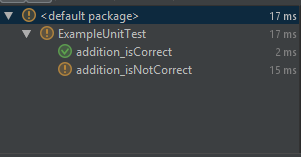 <default package> 17 ms
ExampleUnitTest 17 ms
addition_isCorrect 2 ms
addition_isNotCorrect 15 ms